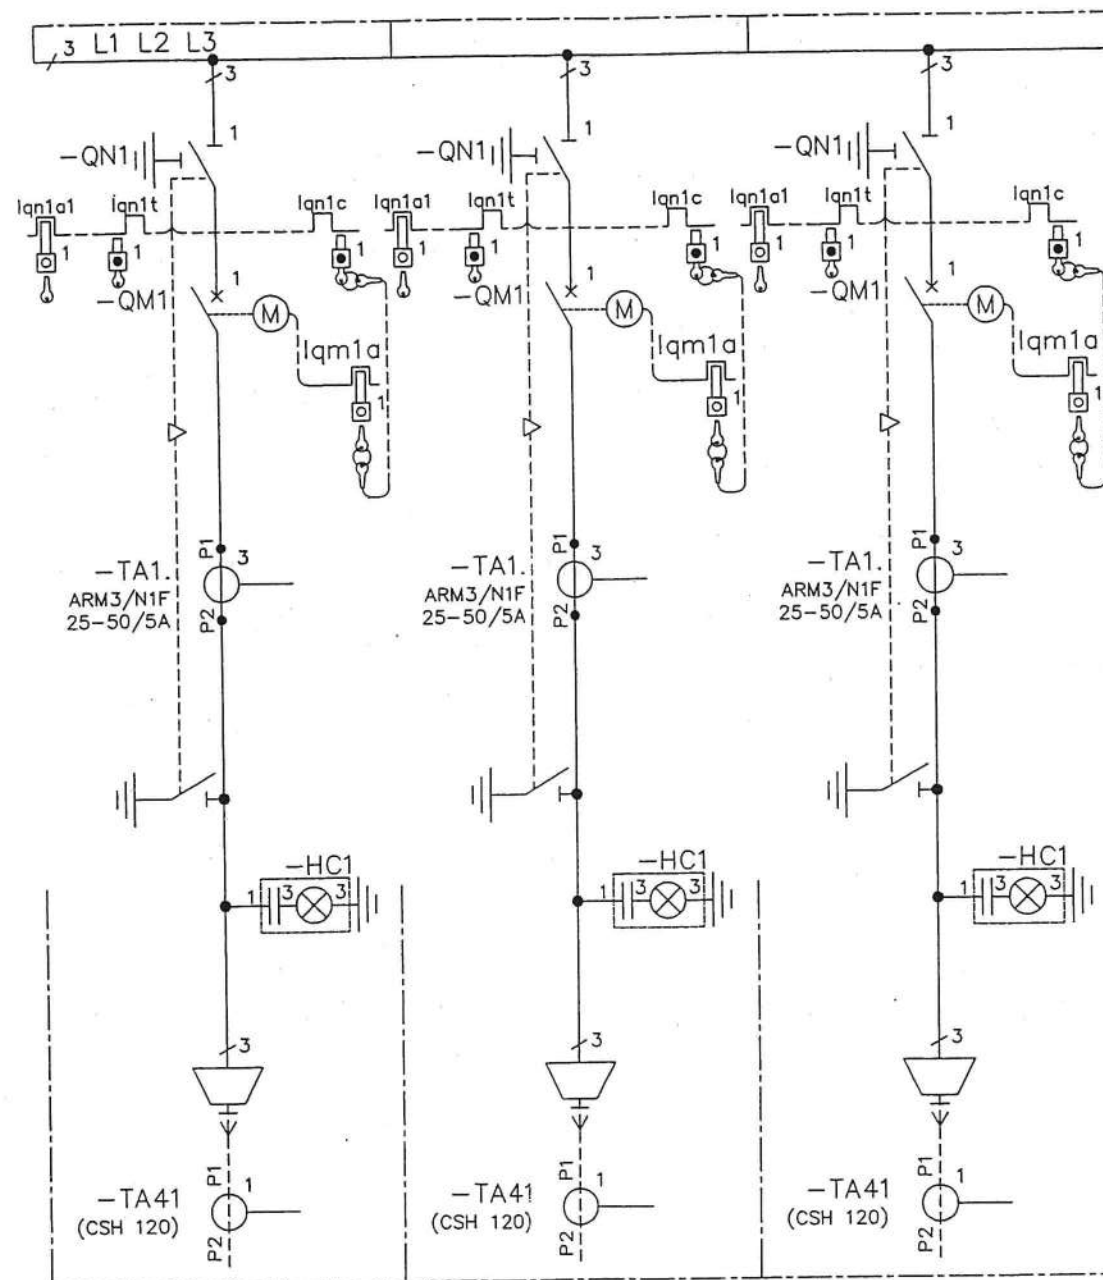 3 L1 L2 L3
3 3 3
1 1 1
-QN1 -QN1 -QN1
Iqn1a1 Iqn1t Iqn1c Iqn1a1 Iqn1t Iqn1c Iqn1a1 Iqn1t Iqn1c
1 1 1 1 1 1 1 1 1
1 1 1
-QM1 -QM1 -QM1
M M M
Iqm1a Iqm1a Iqm1a
1 1 1
P1 3 P1 3 P1 3
-TA1. -TA1. -TA1.
ARM3/N1F ARM3/N1F ARM3/N1F
25-50/5A 25-50/5A 25-50/5A
P2 P2 P2
-HC1 -HC1 -HC1
1 3 3 1 3 3 1 3 3
3 3 3
P1 1 P1 1 P1 1
-TA41 -TA41 -TA41
(CSH 120) (CSH 120) (CSH 120)
P2 P2 P2